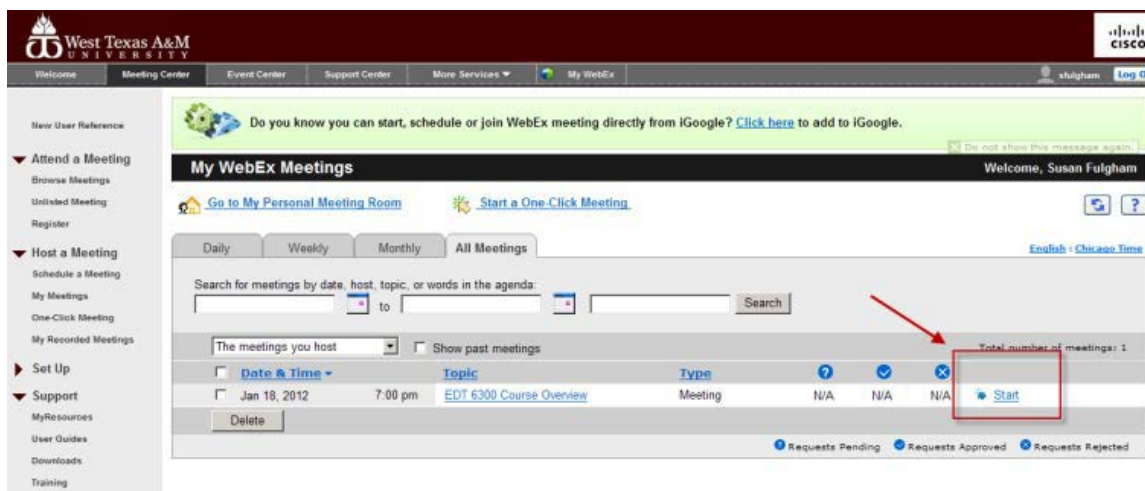 West Texas A&M
UNIVERSITY
CISCO
Welcome Meeting Center Event Center Support Center More Services My WebEx sfulgham Log
New User Reference
Attend a Meeting
Browse Meetings
Unlisted Meeting
Register
Host a Meeting
Schedule a Meeting
My Meetings
One-Click Meeting
My Recorded Meetings
Set Up
Support
MyResources
User Guides
Downloads
Training
Do you know you can start, schedule or join WebEx meeting directly from iGoogle? Click here to add to iGoogle.
Do not show this message again.
My WebEx Meetings Welcome, Susan Fulgham
Go to My Personal Meeting Room Start a One-Click Meeting ?
Daily Weekly Monthly All Meetings English : Chicago Time
Search for meetings by date, host, topic, or words in the agenda:
to Search
The meetings you host Show past meetings Total number of meetings: 1
Date & Time Topic Type ?
Jan 18, 2012 7:00 pm EDT 6300 Course Overview Meeting N/A N/A N/A Start
Delete
? Requests Pending Requests Approved Requests Rejected